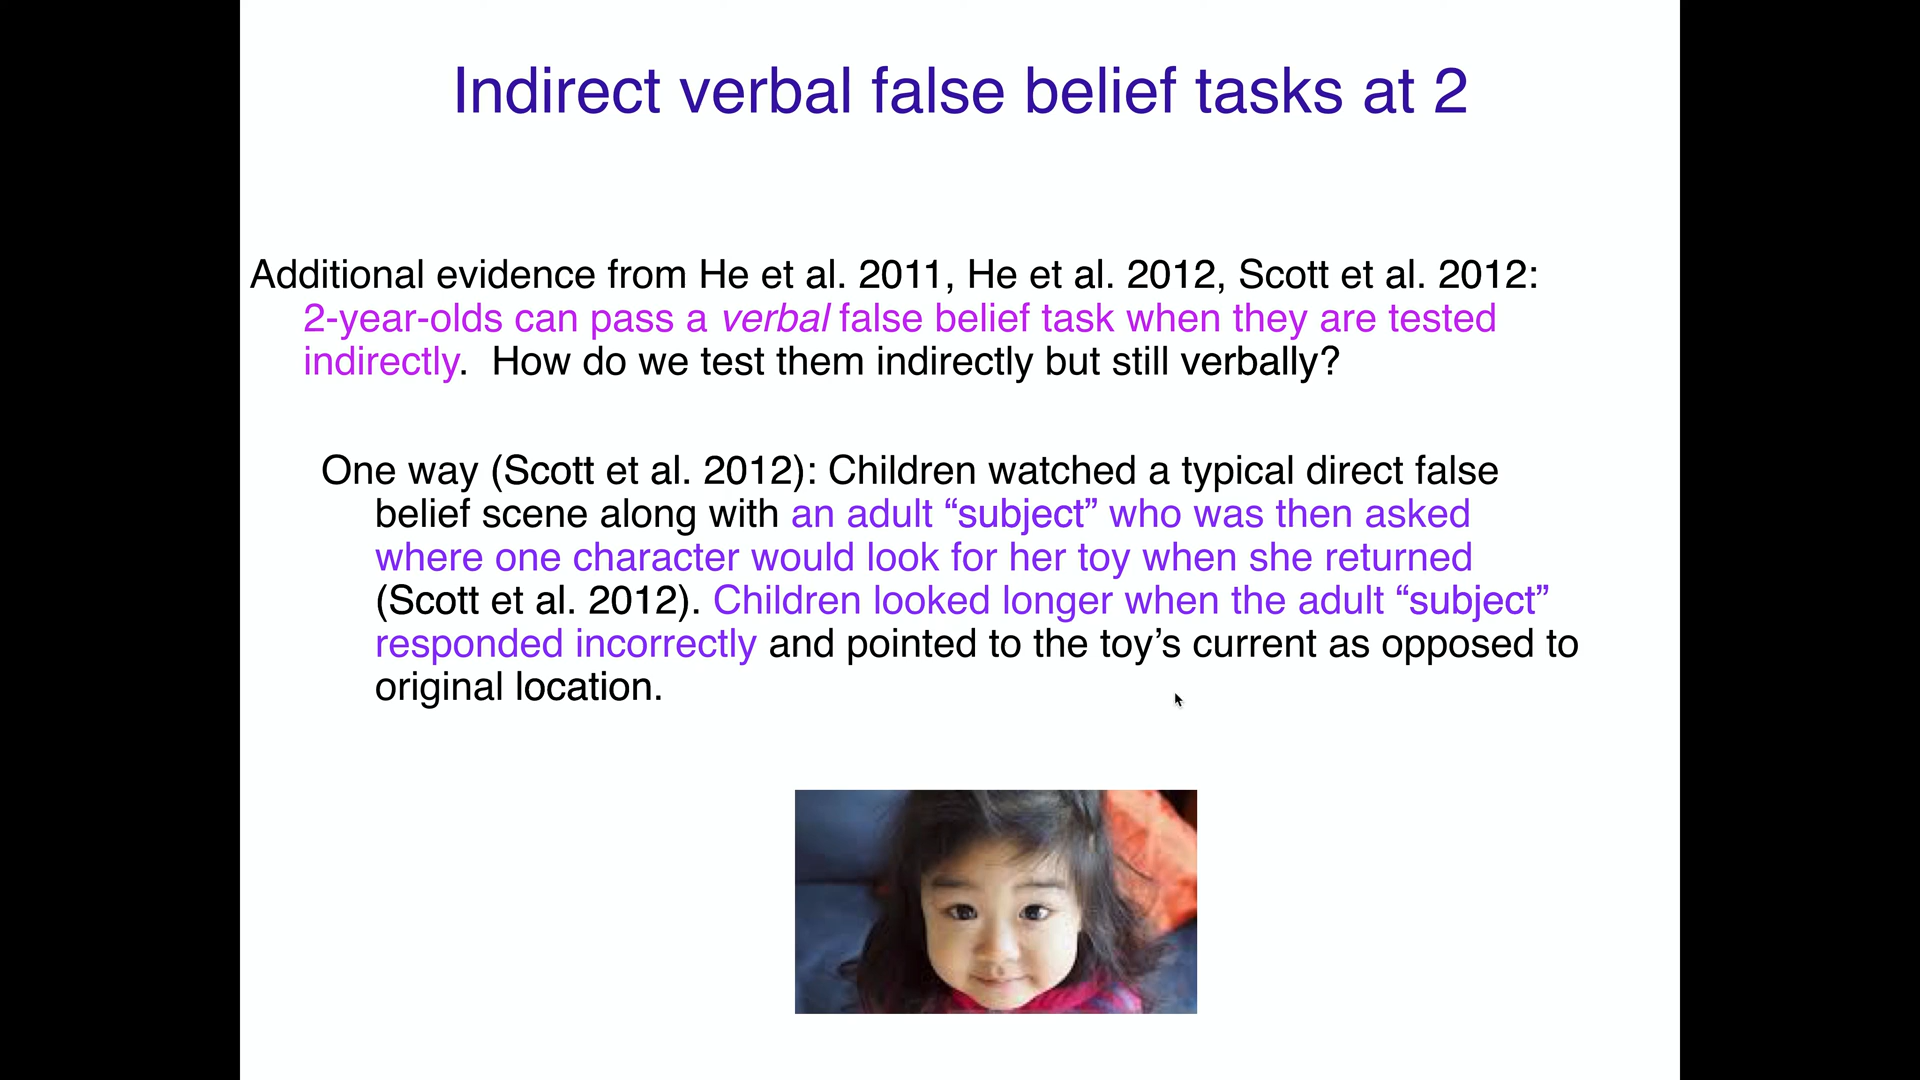 Indirect verbal false belief tasks at 2
Additional evidence from He et al. 2011, He et al. 2012, Scott et al. 2012:
2-year-olds can pass a verbal false belief task when they are tested
indirectly.  How do we test them indirectly but still verbally?
One way (Scott et al. 2012): Children watched a typical direct false
belief scene along with an adult “subject” who was then asked
where one character would look for her toy when she returned
(Scott et al. 2012). Children looked longer when the adult “subject”
responded incorrectly and pointed to the toy’s current as opposed to
original location.